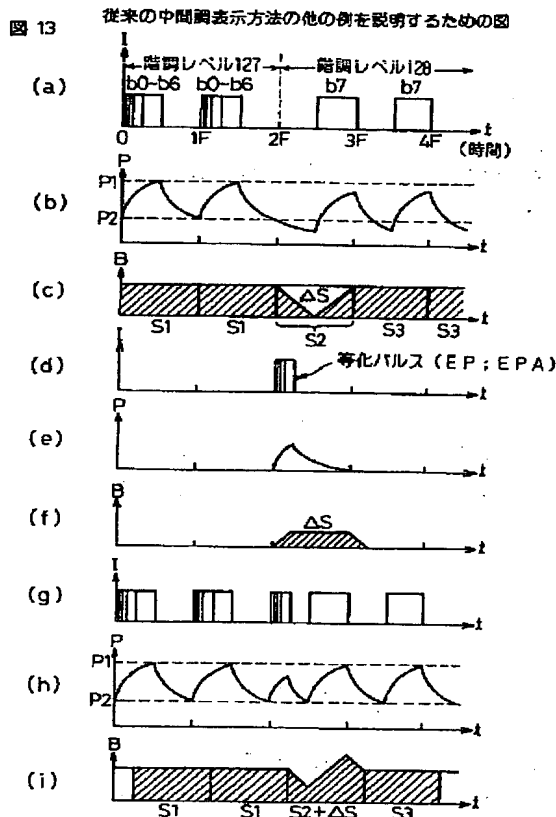 図 13
従来の中間調表示方法の他の例を説明するための図
(a)
I
階調レベル127
階調レベル128
b0~b6
b0~b6
b7
b7
0
1F
2F
3F
4F
t
(時間)
(b)
P
P1
P2
t
(c)
B
ΔS
S1
S1
S2
S3
S3
t
(d)
I
等化パルス (EP ; EPA)
t
(e)
P
t
(f)
B
ΔS
t
(g)
I
t
(h)
P
P1
P2
t
(i)
B
S1
S1
S2+ΔS
S3
t